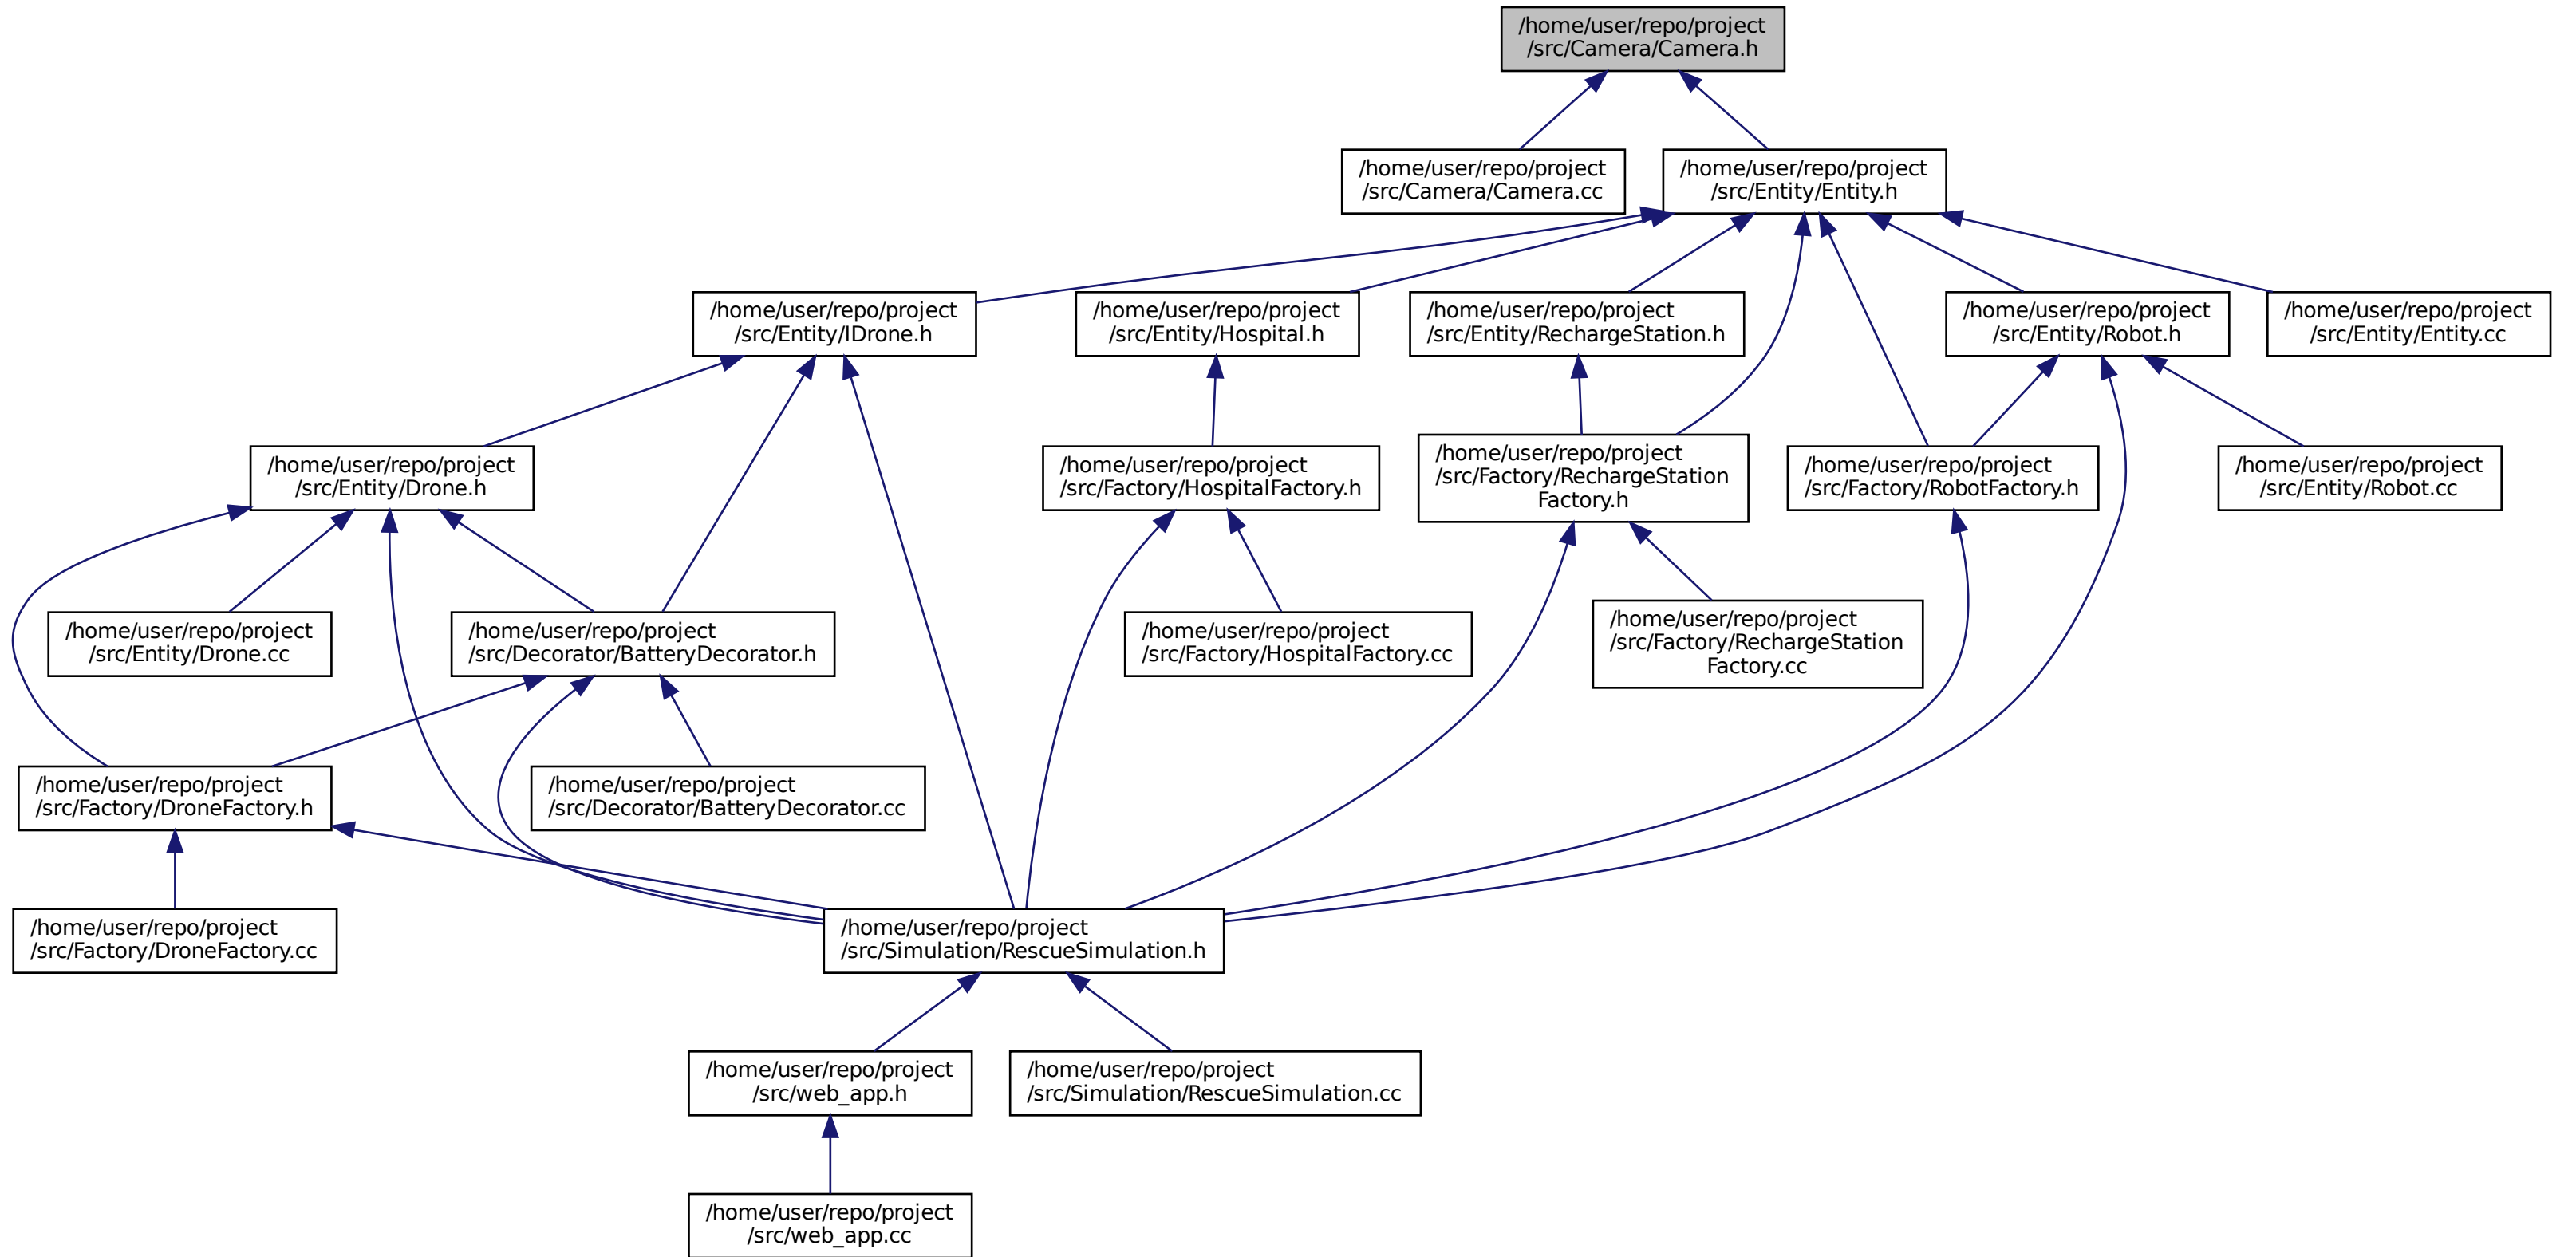 /home/user/repo/project
/src/Camera/Camera.h
/home/user/repo/project
/src/Camera/Camera.cc
/home/user/repo/project
/src/Entity/Entity.h
/home/user/repo/project
/src/Entity/IDrone.h
/home/user/repo/project
/src/Entity/Hospital.h
/home/user/repo/project
/src/Entity/RechargeStation.h
/home/user/repo/project
/src/Entity/Robot.h
/home/user/repo/project
/src/Entity/Entity.cc
/home/user/repo/project
/src/Entity/Drone.h
/home/user/repo/project
/src/Factory/HospitalFactory.h
/home/user/repo/project
/src/Factory/RechargeStation
Factory.h
/home/user/repo/project
/src/Factory/RobotFactory.h
/home/user/repo/project
/src/Entity/Robot.cc
/home/user/repo/project
/src/Entity/Drone.cc
/home/user/repo/project
/src/Decorator/BatteryDecorator.h
/home/user/repo/project
/src/Factory/HospitalFactory.cc
/home/user/repo/project
/src/Factory/RechargeStation
Factory.cc
/home/user/repo/project
/src/Factory/DroneFactory.h
/home/user/repo/project
/src/Decorator/BatteryDecorator.cc
/home/user/repo/project
/src/Factory/DroneFactory.cc
/home/user/repo/project
/src/Simulation/RescueSimulation.h
/home/user/repo/project
/src/web_app.h
/home/user/repo/project
/src/Simulation/RescueSimulation.cc
/home/user/repo/project
/src/web_app.cc